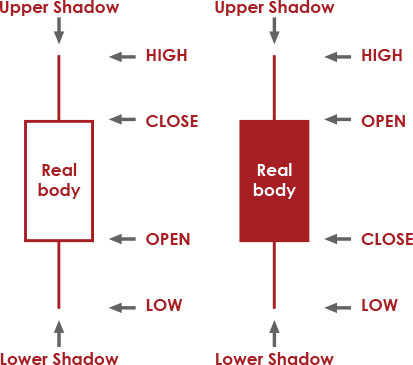 Upper Shadow
HIGH
CLOSE
Real
body
OPEN
LOW
Lower Shadow
Upper Shadow
HIGH
OPEN
Real
body
CLOSE
LOW
Lower Shadow